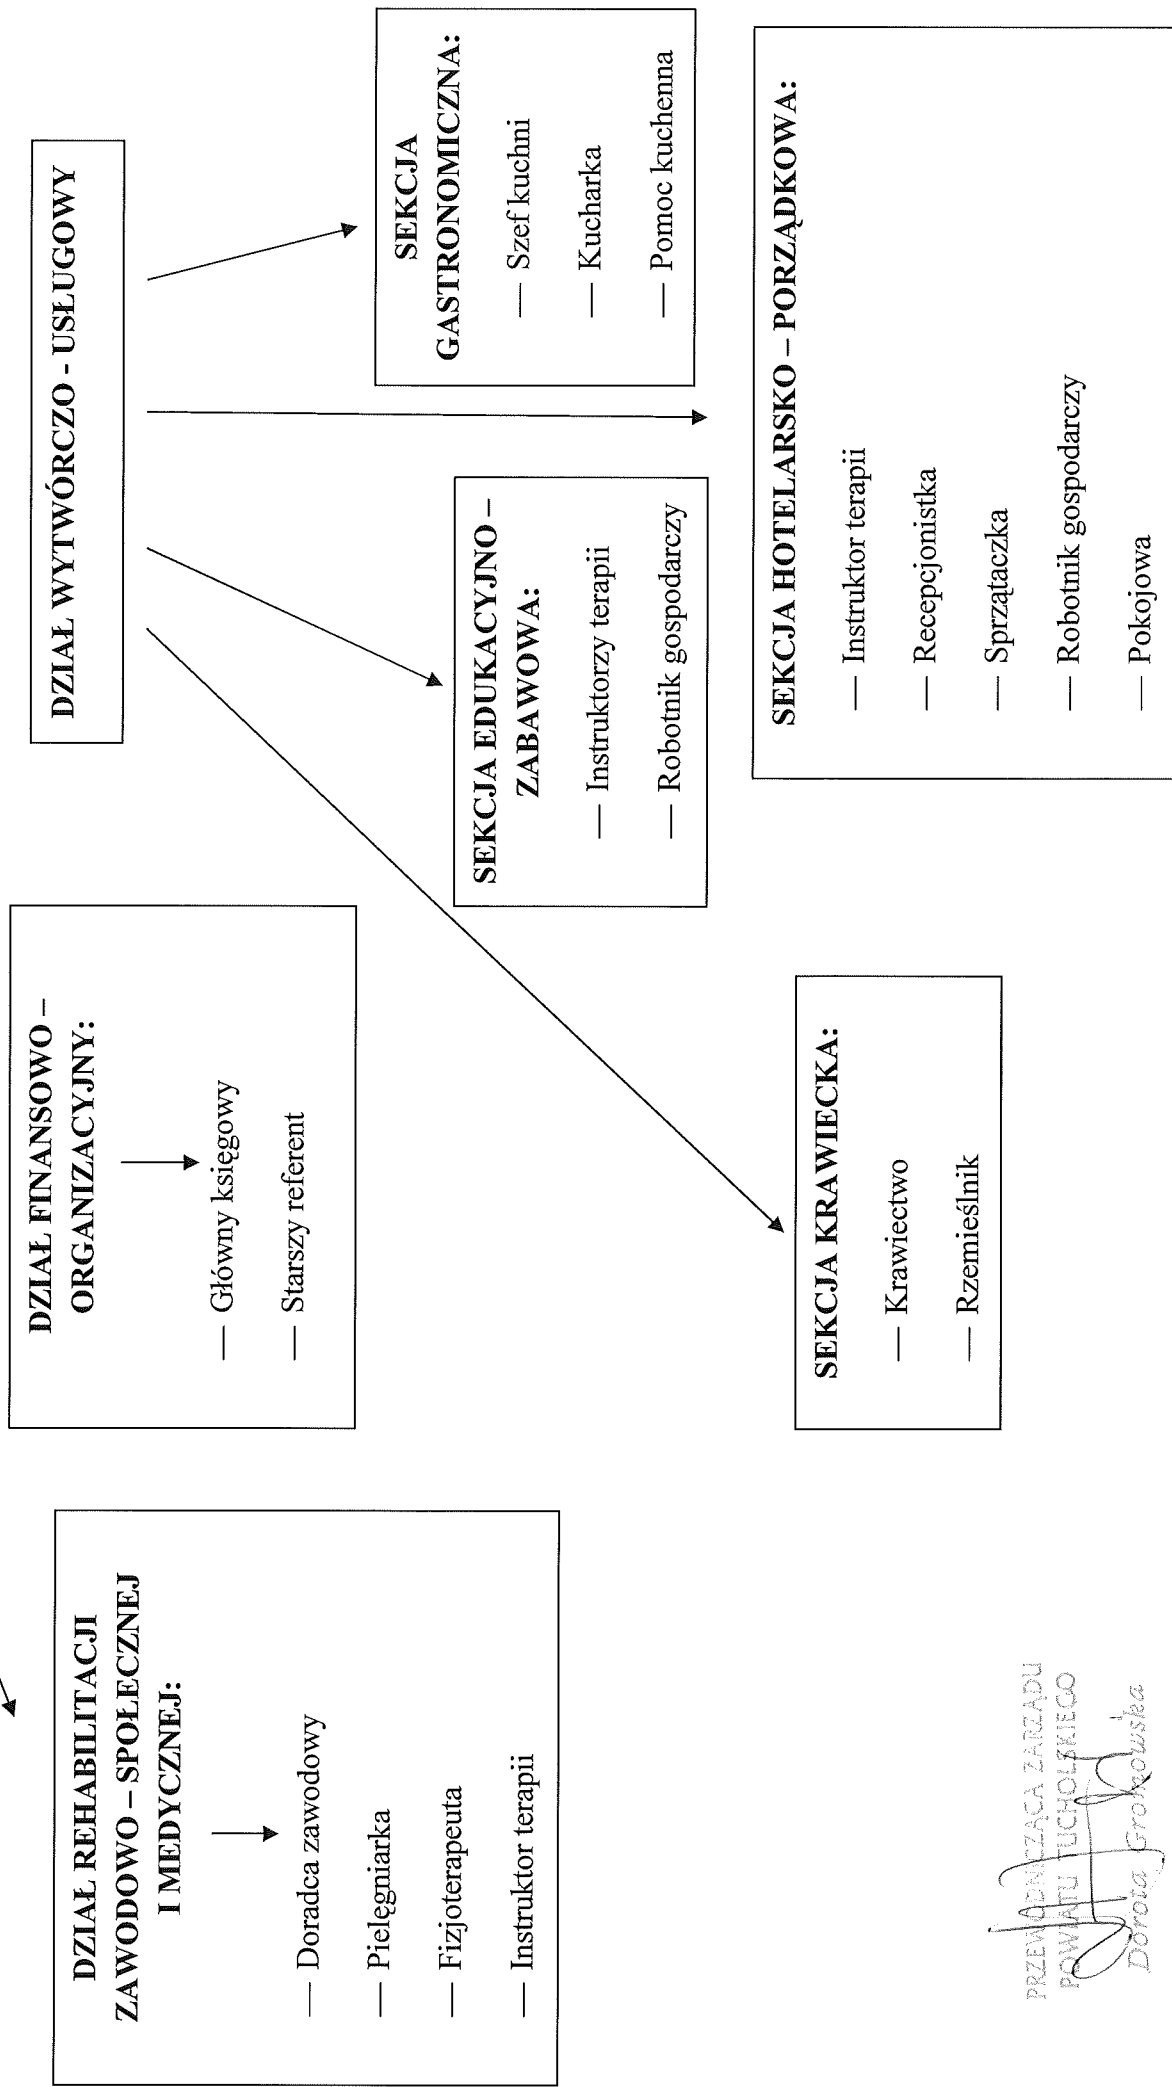 DZIAŁ REHABILITACJI
ZAWODOWO – SPOŁECZNEJ
I MEDYCZNEJ:
— Doradca zawodowy
— Pielęgniarka
— Fizjoterapeuta
— Instruktor terapii
DZIAŁ FINANSOWO –
ORGANIZACYJNY:
— Główny księgowy
— Starszy referent
DZIAŁ WYTWÓRCZO - USŁUGOWY
SEKCJA KRAWIECKA:
— Krawiectwo
— Rzemieślnik
SEKCJA EDUKACYJNO –
ZABAWOWA:
— Instruktorzy terapii
— Robotnik gospodarczy
SEKCJA
GASTRONOMICZNA:
— Szef kuchni
— Kucharka
— Pomoc kuchenna
SEKCJA HOTELARSKO – PORZĄDKOWA:
— Instruktor terapii
— Recepcjonistka
— Sprzątaczka
— Robotnik gospodarczy
— Pokojowa
PRZEWODNICZĄCA ZARZĄDU
POWIATU TUCHOLSKIEGO
Dorota Gromowska